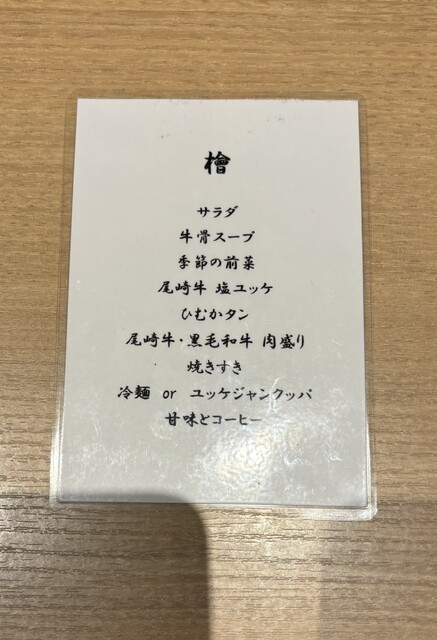 檜
サラダ
牛骨スープ
季節の前菜
尾崎牛 塩ユッケ
ひむかタン
尾崎牛・黒毛和牛 肉盛り
焼きすき
冷麺 or ユッケジャンクッパ
甘味とコーヒー